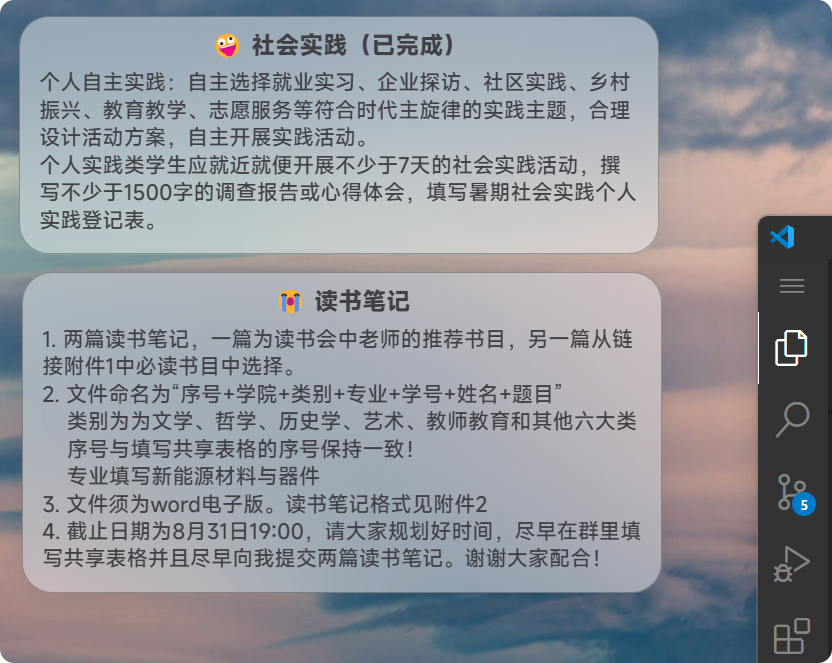 🤪 社会实践（已完成）
个人自主实践：自主选择就业实习、企业探访、社区实践、乡村
振兴、教育教学、志愿服务等符合时代主旋律的实践主题，合理
设计活动方案，自主开展实践活动。
个人实践类学生应就近就便开展不少于7天的社会实践活动，撰
写不少于1500字的调查报告或心得体会，填写暑期社会实践个人
实践登记表。
😭 读书笔记
1. 两篇读书笔记，一篇为读书会中老师的推荐书目，另一篇从链
接附件1中必读书目中选择。
2. 文件命名为“序号+学院+类别+专业+学号+姓名+题目”
类别为为文学、哲学、历史学、艺术、教师教育和其他六大类
序号与填写共享表格的序号保持一致！
专业填写新能源材料与器件
3. 文件须为word电子版。读书笔记格式见附件2
4. 截止日期为8月31日19:00，请大家规划好时间，尽早在群里填
写共享表格并且尽早向我提交两篇读书笔记。谢谢大家配合！
5